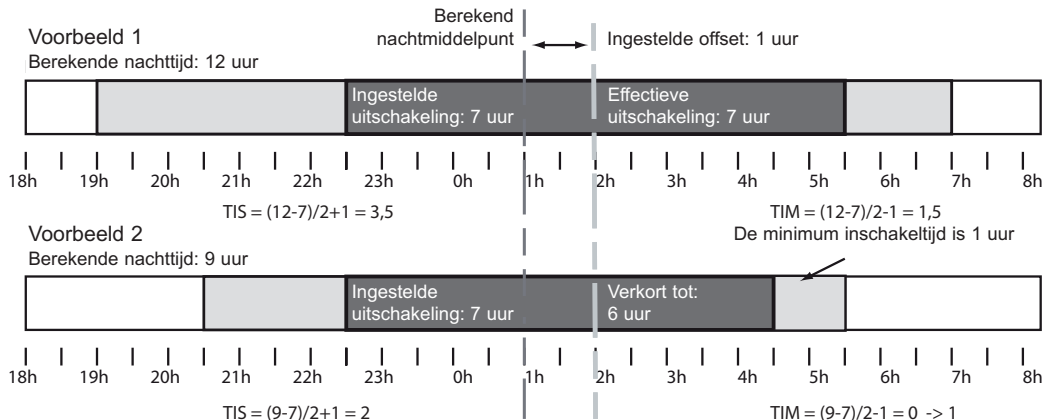 Voorbeeld 1
Berekende nachttijd: 12 uur
Berekend
nachtmiddelpunt
Ingestelde offset: 1 uur
Ingestelde
uitschakeling: 7 uur
Effectieve
uitschakeling: 7 uur
18h 19h 20h 21h 22h 23h 0h 1h 2h 3h 4h 5h 6h 7h 8h
TIS = (12-7)/2+1 = 3,5
TIM = (12-7)/2-1 = 1,5
Voorbeeld 2
Berekende nachttijd: 9 uur
De minimum inschakeltijd is 1 uur
Ingestelde
uitschakeling: 7 uur
Verkort tot:
6 uur
18h 19h 20h 21h 22h 23h 0h 1h 2h 3h 4h 5h 6h 7h 8h
TIS = (9-7)/2+1 = 2
TIM = (9-7)/2-1 = 0 -> 1